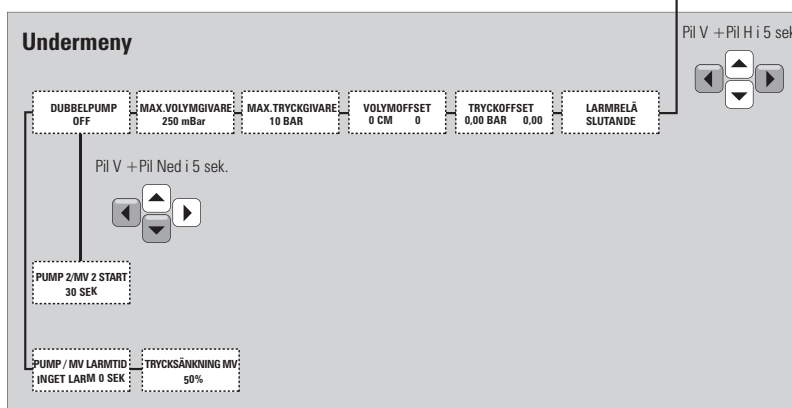 Undermeny
Pil V + Pil H i 5 sek
DUBBELPUMP
OFF
MAX.VOLYMGIVARE
250 mBar
MAX.TRYCKGIVARE
10 BAR
VOLYMOFFSET
0 CM 0
TRYCKOFFSET
0,00 BAR 0,00
LARMRELÄ
SLUTANDE
Pil V + Pil Ned i 5 sek.
PUMP 2/MV 2 START
30 SEK
PUMP / MV LARMTID
INGET LARM 0 SEK
TRYCKSÄNKNING MV
50%